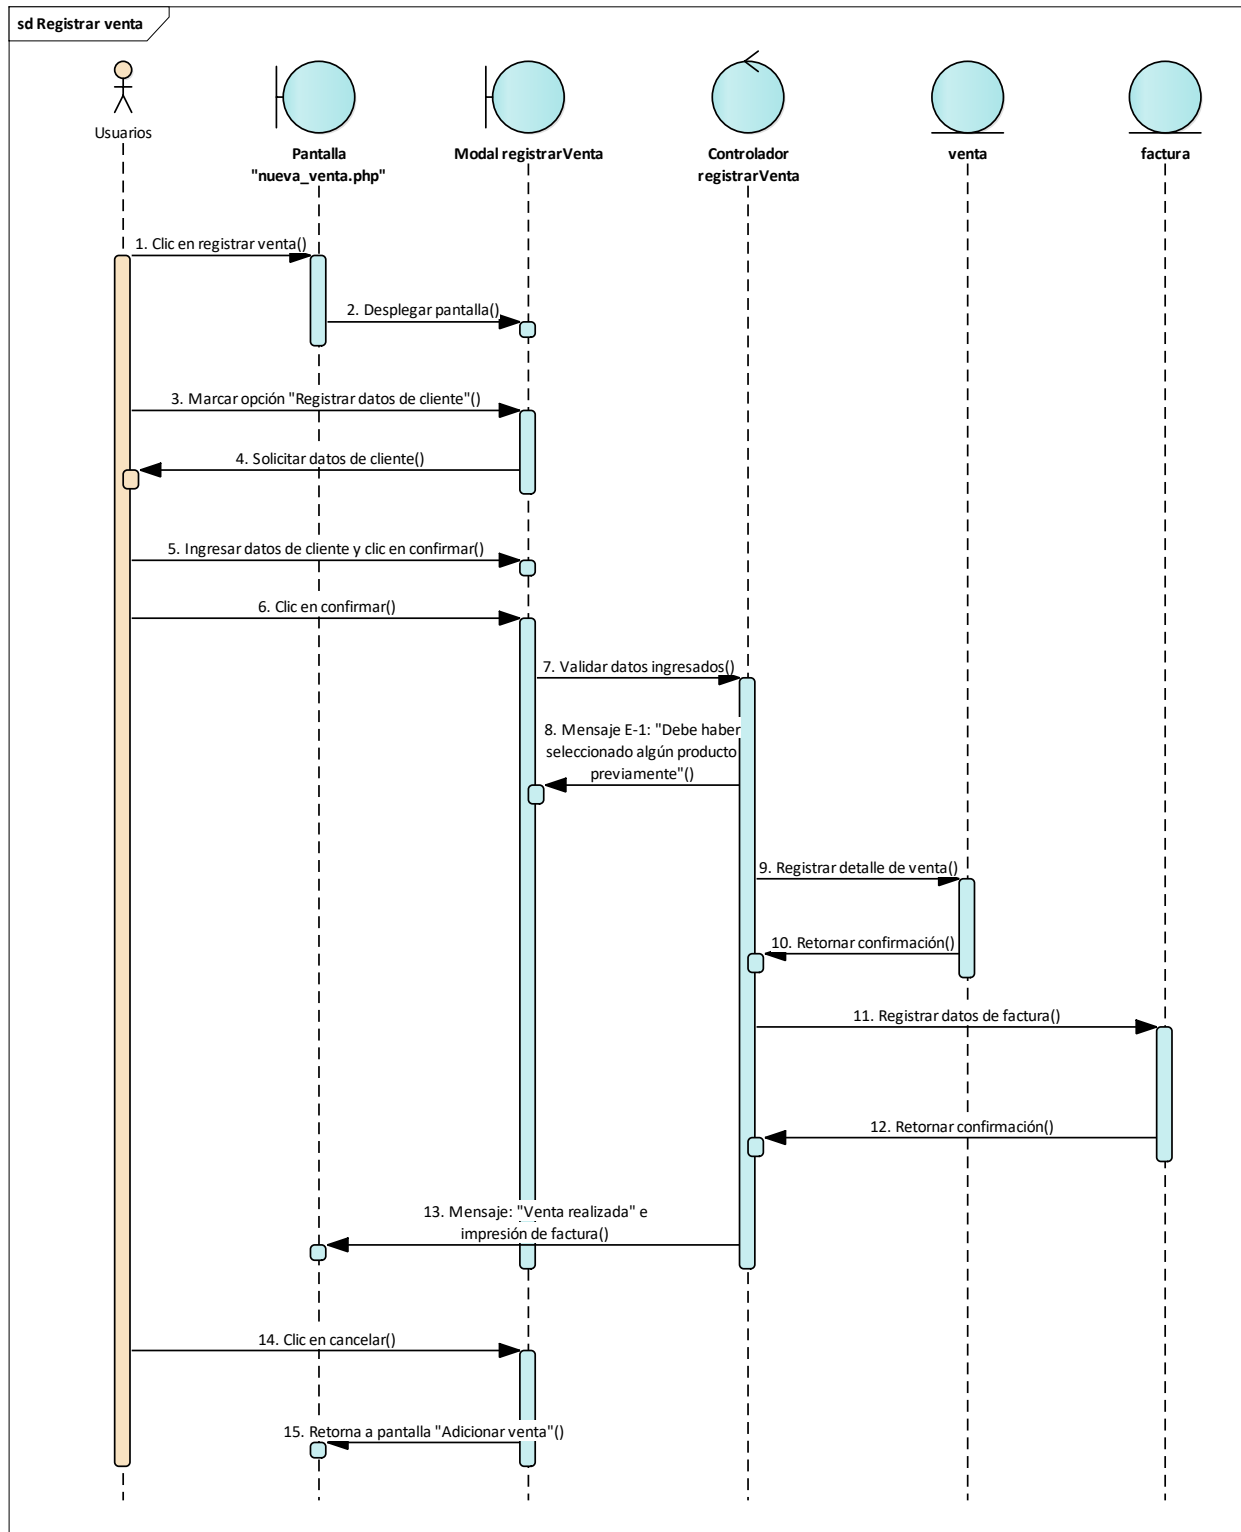 sd Registrar venta
Usuarios
Pantalla
"nueva_venta.php"
Modal registrarVenta
Controlador
registrarVenta
venta
factura
1. Clic en registrar venta()
2. Desplegar pantalla()
3. Marcar opción "Registrar datos de cliente"()
4. Solicitar datos de cliente()
5. Ingresar datos de cliente y clic en confirmar()
6. Clic en confirmar()
7. Validar datos ingresados()
8. Mensaje E-1: "Debe haber
seleccionado algún producto
previamente"()
9. Registrar detalle de venta()
10. Retornar confirmación()
11. Registrar datos de factura()
12. Retornar confirmación()
13. Mensaje: "Venta realizada" e
impresión de factura()
14. Clic en cancelar()
15. Retorna a pantalla "Adicionar venta"()